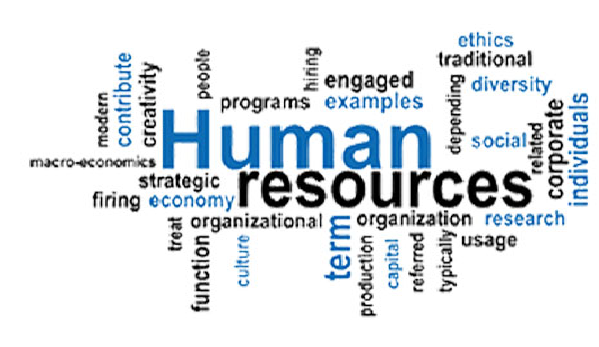 ethics
traditional
people
hiring
engaged
depending
diversity
modern
contribute
creativity
programs
examples
Human
social
related
corporate
individuals
macro-economics
strategic
resources
firing
economy
treat
organizational
term
organization
research
function
culture
production
capital
referred
typically
usage